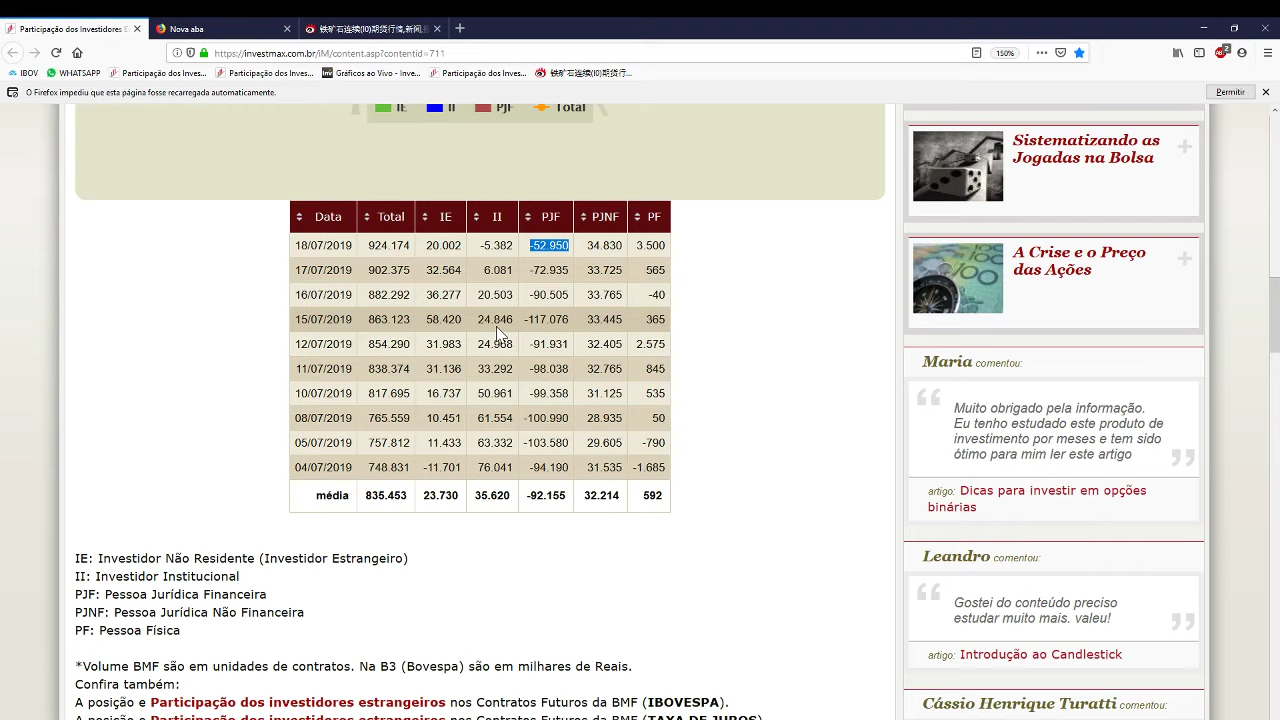 Participação dos Investidores E
Nova aba
铁矿石连续(I0)期货行情,新闻,
https://investmax.com.br/iM/content.asp?contentid=711
150%
2
IBOV
WHATSAPP
Participação dos Inves...
Participação dos Inves...
Inv
Gráficos ao Vivo - Inve...
Participação dos Inves...
铁矿石连续(I0)期货行...
O Firefox impediu que esta página fosse recarregada automaticamente.
Permitir
IE II PJF Total
Data Total IE II PJF PJNF PF
18/07/2019 924.174 20.002 -5.382 -52.950 34.830 3.500
17/07/2019 902.375 32.564 6.081 -72.935 33.725 565
16/07/2019 882.292 36.277 20.503 -90.505 33.765 -40
15/07/2019 863.123 58.420 24.846 -117.076 33.445 365
12/07/2019 854.290 31.983 24.968 -91.931 32.405 2.575
11/07/2019 838.374 31.136 33.292 -98.038 32.765 845
10/07/2019 817.695 16.737 50.961 -99.358 31.125 535
08/07/2019 765.559 10.451 61.554 -100.990 28.935 50
05/07/2019 757.812 11.433 63.332 -103.580 29.605 -790
04/07/2019 748.831 -11.701 76.041 -94.190 31.535 -1.685
média 835.453 23.730 35.620 -92.155 32.214 592
IE: Investidor Não Residente (Investidor Estrangeiro)
II: Investidor Institucional
PJF: Pessoa Jurídica Financeira
PJNF: Pessoa Jurídica Não Financeira
PF: Pessoa Física
*Volume BMF são em unidades de contratos. Na B3 (Bovespa) são em milhares de Reais.
Confira também:
A posição e Participação dos investidores estrangeiros nos Contratos Futuros da BMF (IBOVESPA).
A posição e Participação dos investidores estrangeiros nos Contratos Futuros da BMF (TAXA DE JUROS)
Sistematizando as
Jogadas na Bolsa
A Crise e o Preço
das Ações
Maria comentou:
Muito obrigado pela informação.
Eu tenho estudado este produto de
investimento por meses e tem sido
ótimo para mim ler este artigo
artigo: Dicas para investir em opções
binárias
Leandro comentou:
Gostei do conteúdo preciso
estudar muito mais. valeu!
artigo: Introdução ao Candlestick
Cássio Henrique Turatti comentou: